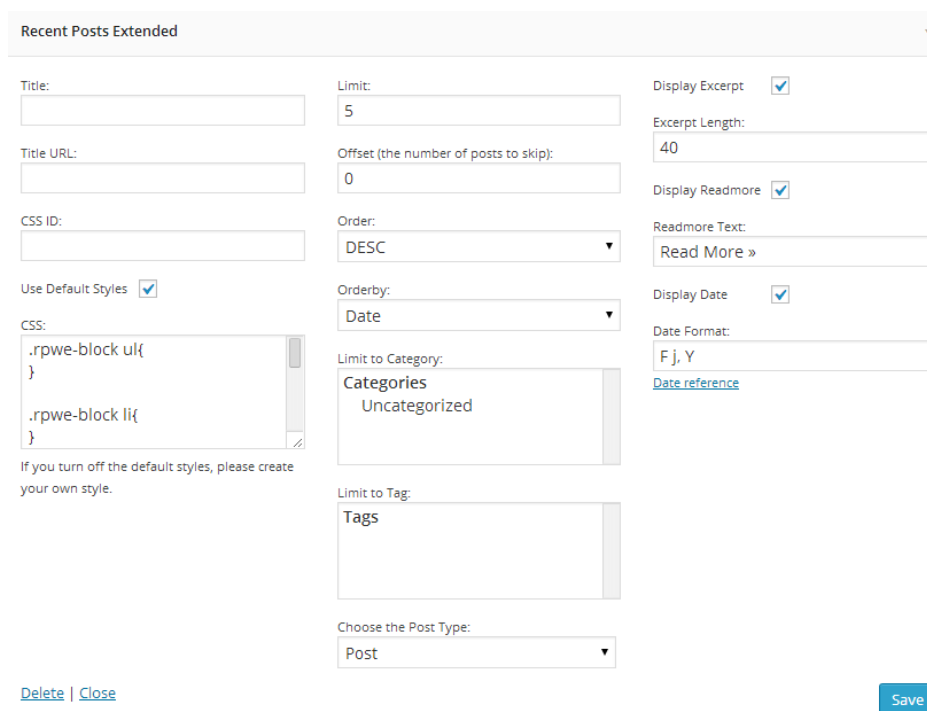 Recent Posts Extended
Title:
Title URL:
CSS ID:
Use Default Styles
CSS:
.rpwe-block ul{
}
.rpwe-block li{
}
If you turn off the default styles, please create
your own style.
Limit:
5
Offset (the number of posts to skip):
0
Order:
DESC
Orderby:
Date
Limit to Category:
Categories
Uncategorized
Limit to Tag:
Tags
Choose the Post Type:
Post
Display Excerpt
Excerpt Length:
40
Display Readmore
Readmore Text:
Read More »
Display Date
Date Format:
F j, Y
Date reference
Delete | Close
Save